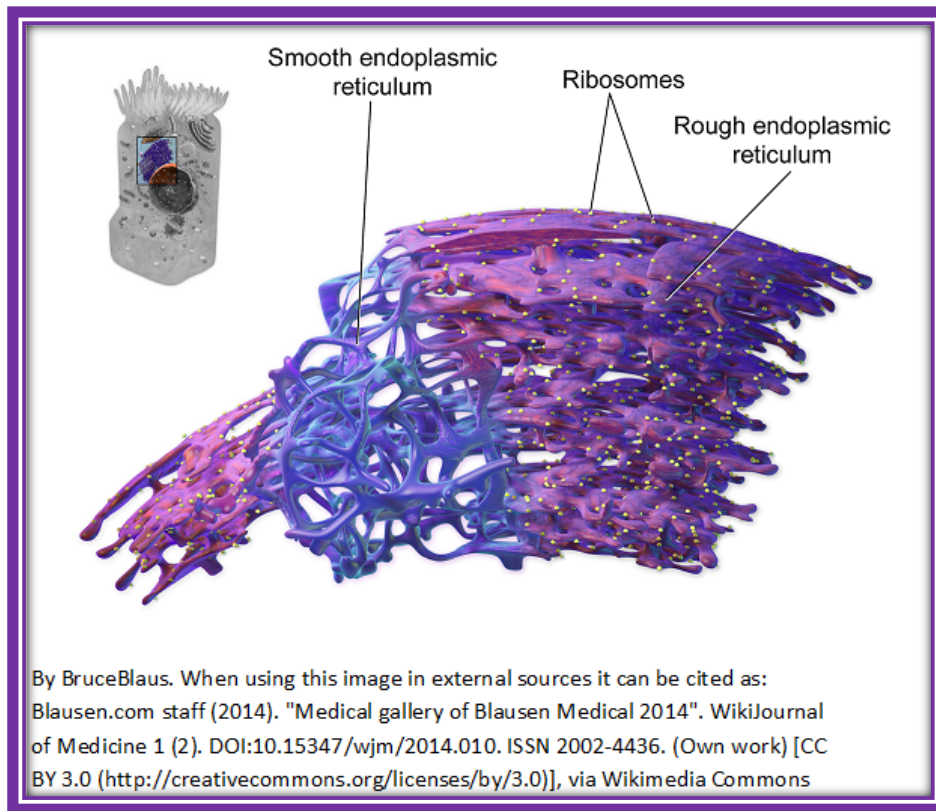 Smooth endoplasmic
reticulum
Ribosomes
Rough endoplasmic
reticulum
By BruceBlaus. When using this image in external sources it can be cited as:
Blausen.com staff (2014). "Medical gallery of Blausen Medical 2014". WikiJournal
of Medicine 1 (2). DOI:10.15347/wjm/2014.010. ISSN 2002-4436. (Own work) [CC
BY 3.0 (http://creativecommons.org/licenses/by/3.0)], via Wikimedia Commons